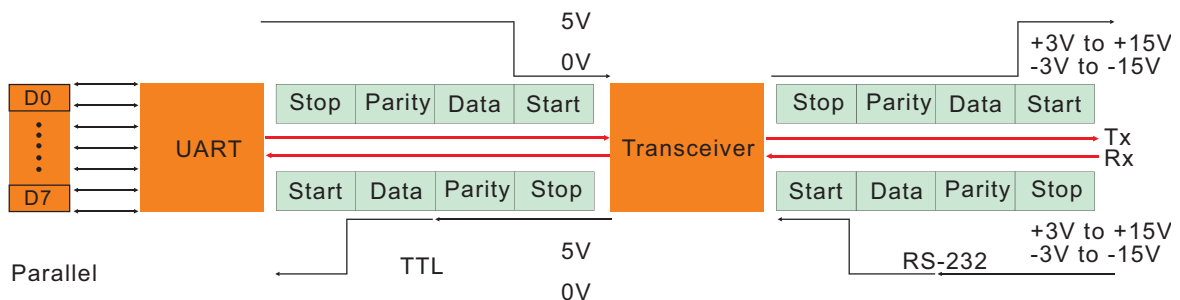 5V
0V
+3V to +15V
-3V to -15V
D0
D7
UART
Stop Parity Data Start
Transceiver
Stop Parity Data Start
Tx
Rx
Start Data Parity Stop
Start Data Parity Stop
+3V to +15V
-3V to -15V
5V
0V
TTL
RS-232
Parallel